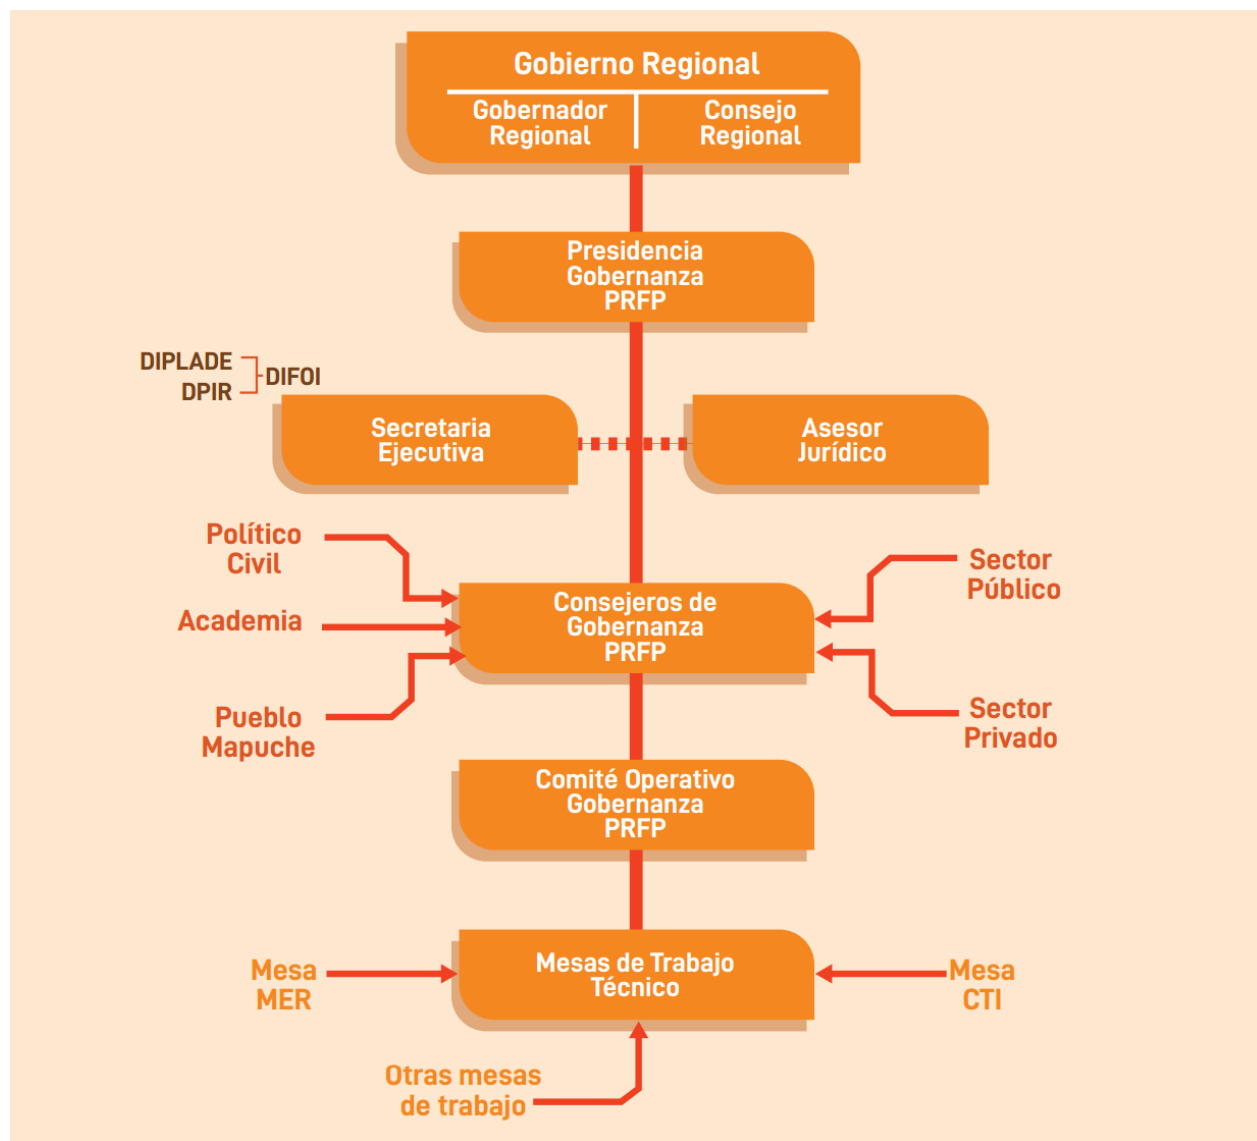 Gobierno Regional
Gobernador
Regional
Consejo
Regional
Presidencia
Gobernanza
PRFP
DIPLADE
DPIR
DIFOI
Secretaria
Ejecutiva
Asesor
Jurídico
Político
Civil
Academia
Pueblo
Mapuche
Consejeros de
Gobernanza
PRFP
Sector
Público
Sector
Privado
Comité Operativo
Gobernanza
PRFP
Mesa
MER
Mesas de Trabajo
Técnico
Mesa
CTI
Otras mesas
de trabajo